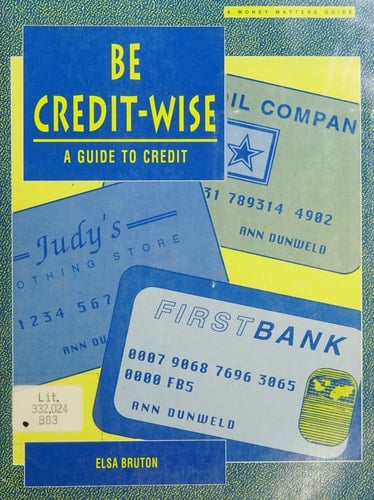 A MONEY MATTERS GUIDE
BE
CREDIT-WISE
A GUIDE TO CREDIT
OIL COMPAN
31 789314 4902
ANN DUNWELD
Judy's
OTHING STORE
1234 567
ANN DU
FIRSTBANK
0007 9068 7696 3065
0000 FB5
ANN DUNWELD
Lit.
332.024
B83
ELSA BRUTON